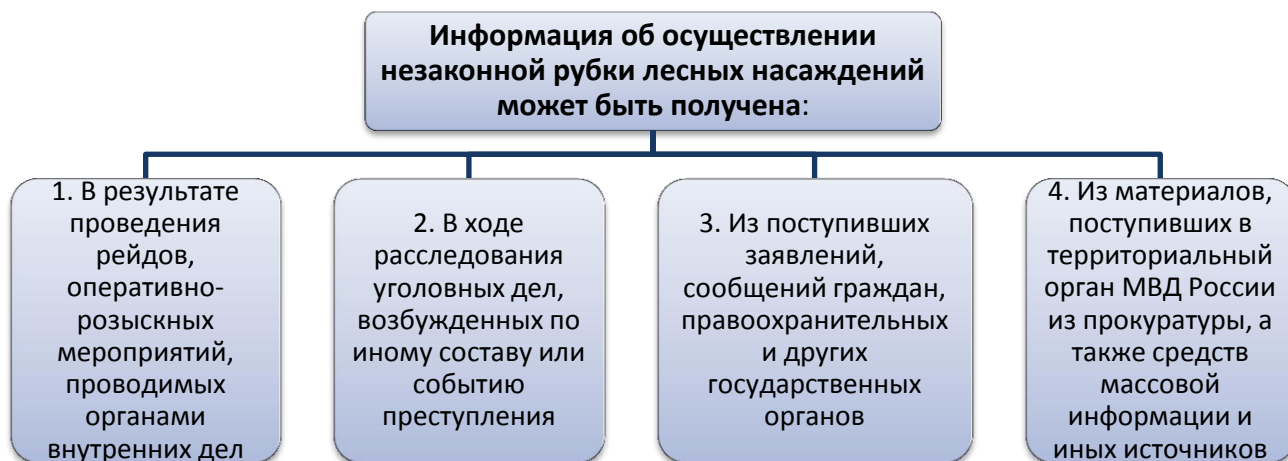 Информация об осуществлении
незаконной рубки лесных насаждений
может быть получена:
1. В результате
проведения
рейдов,
оперативно-
розыскных
мероприятий,
проводимых
органами
внутренних дел
2. В ходе
расследования
уголовных дел,
возбужденных по
иному составу или
событию
преступления
3. Из поступивших
заявлений,
сообщений граждан,
правоохранительных
и других
государственных
органов
4. Из материалов,
поступивших в
территориальный
орган МВД России
из прокуратуры, а
также средств
массовой
информации и
иных источников